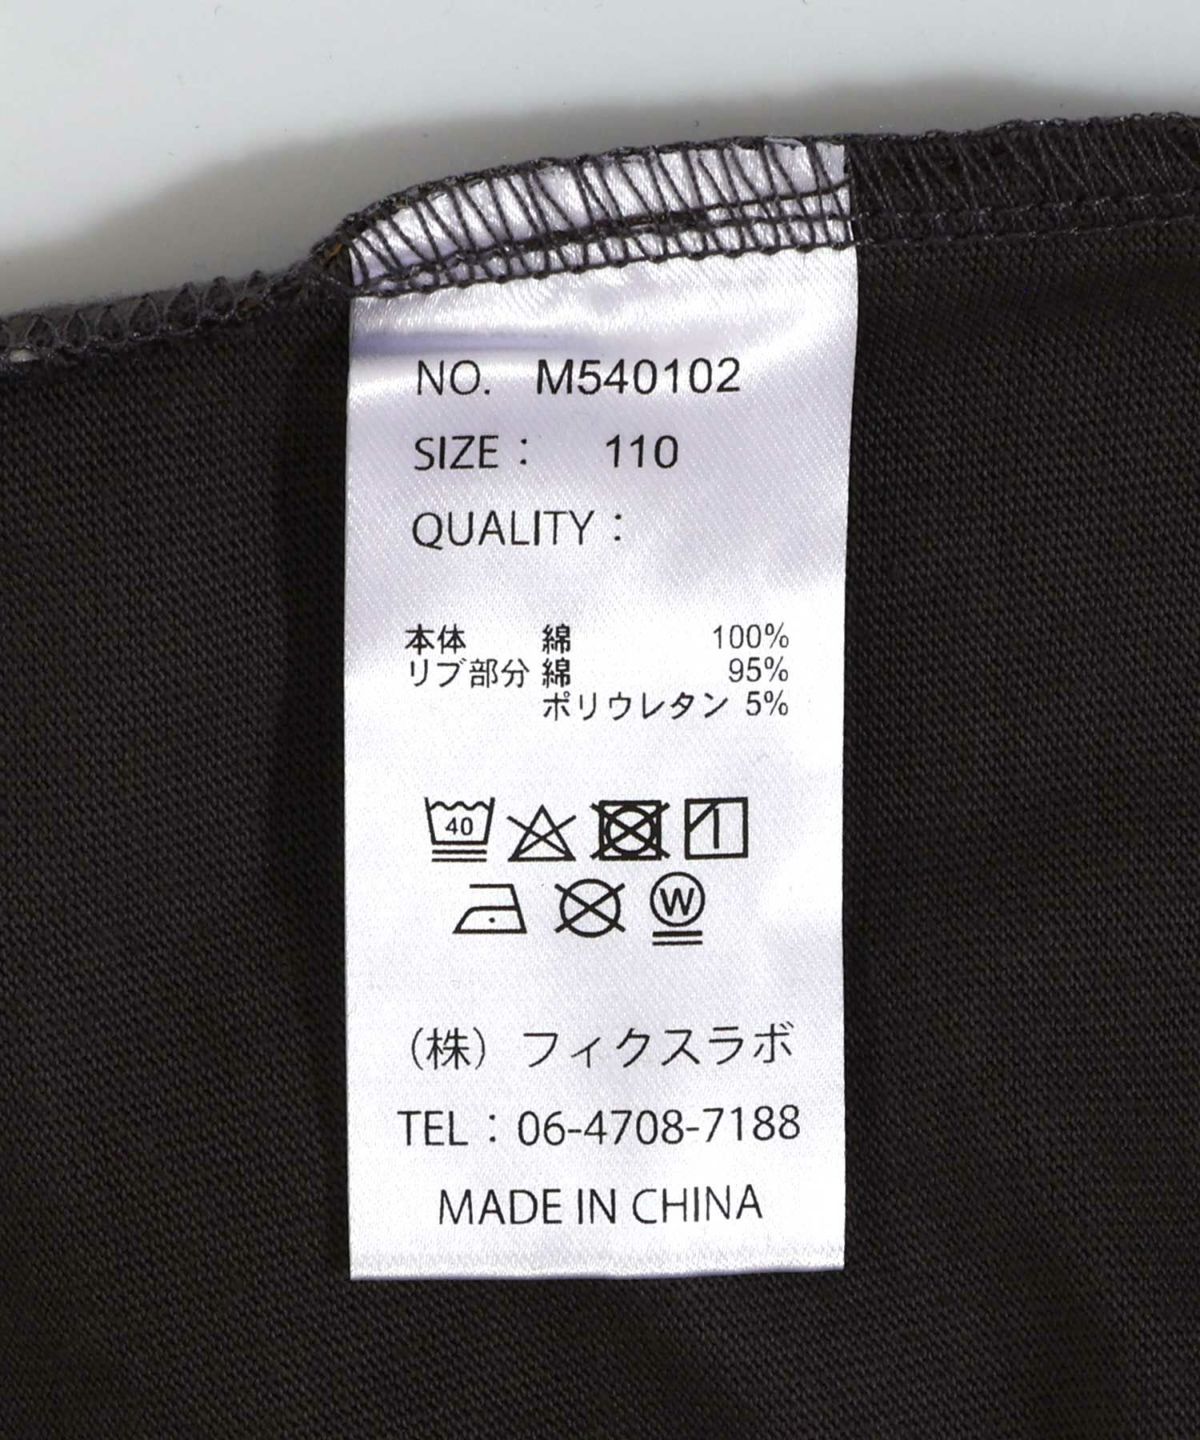 NO. M540102
SIZE： 110
QUALITY：
本体 綿 100%
リブ部分 綿 95%
ポリウレタン 5%
40
W
（株）フィクスラボ
TEL：06-4708-7188
MADE IN CHINA